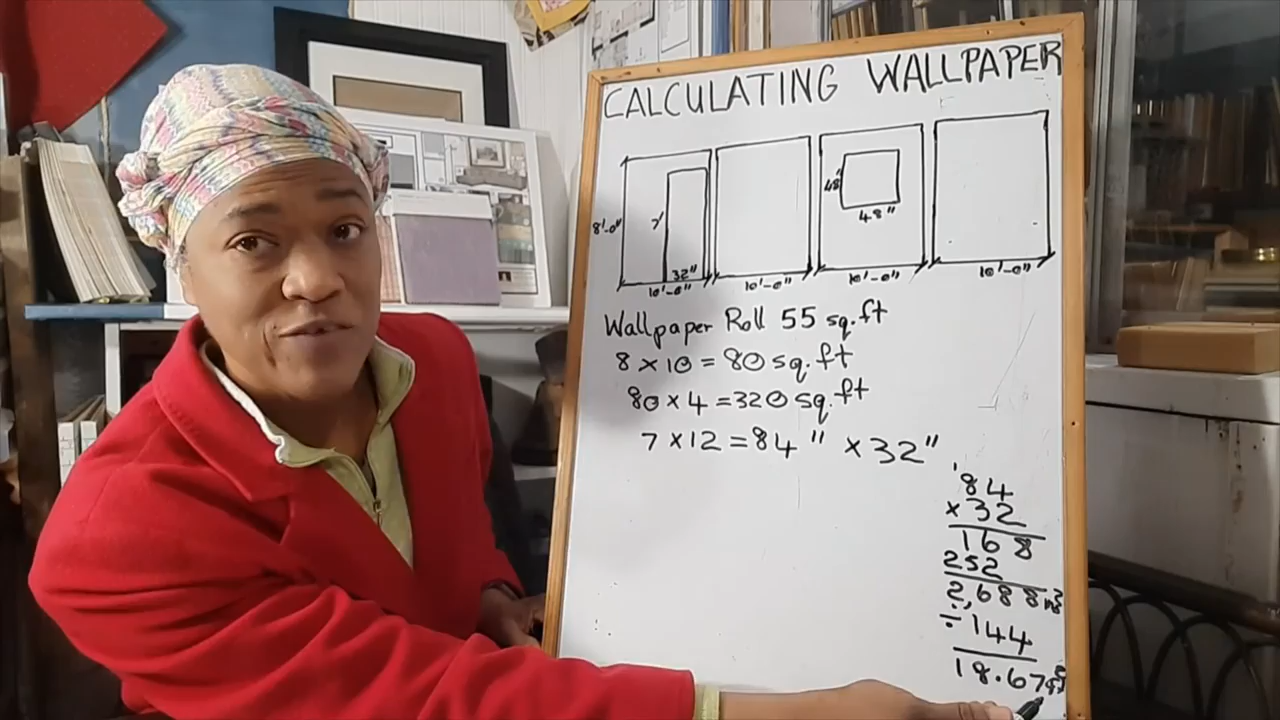 CALCULATING WALLPAPER
8'-0"
7'
32"
10'-0"
10'-0"
48"
48"
10'-0"
10'-0"
Wallpaper Roll 55 sq.ft
8 x 10 = 80 sq.ft
80 x 4 = 320 sq ft
7 x 12 = 84 " x 32"
84
x 32
168
252
2,688
÷ 144
18.67